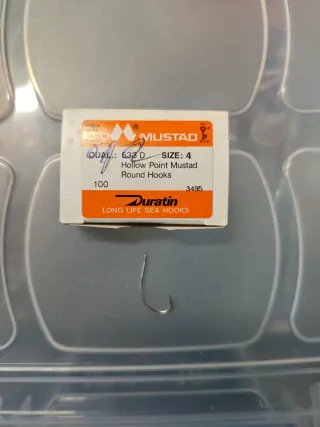 MUSTAD
QUAL.: 533 D SIZE: 4
Hollow Point Mustad
Round Hooks
100 3495
Duratin
LONG LIFE SEA HOOKS